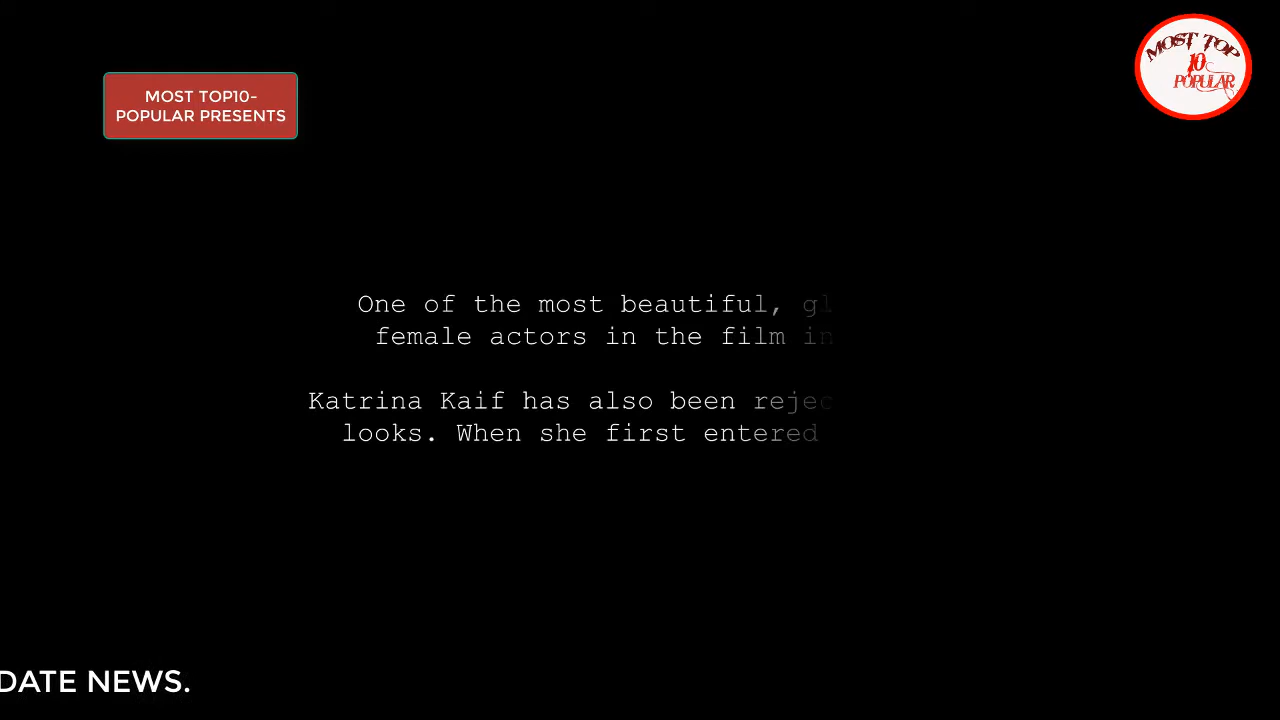 MOST TOP
10
POPULAR
MOST TOP10-
POPULAR PRESENTS
One of the most beautiful,
female actors in the film
Katrina Kaif has also been
looks. When she first entered
DATE NEWS.